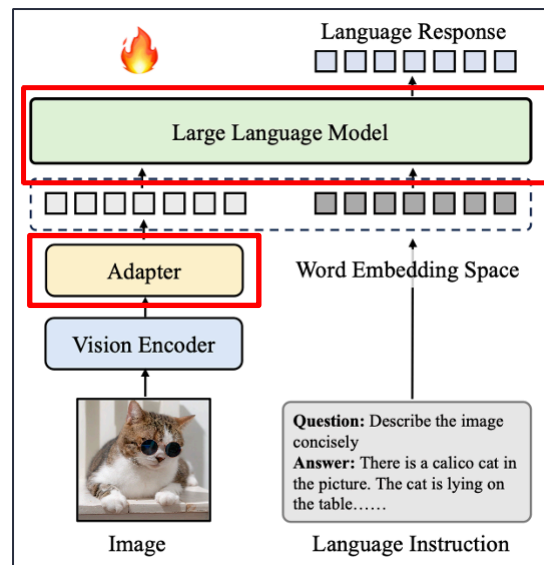 Language Response
Large Language Model
Adapter
Word Embedding Space
Vision Encoder
Question: Describe the image
concisely
Answer: There is a calico cat in
the picture. The cat is lying on
the table……
Image
Language Instruction